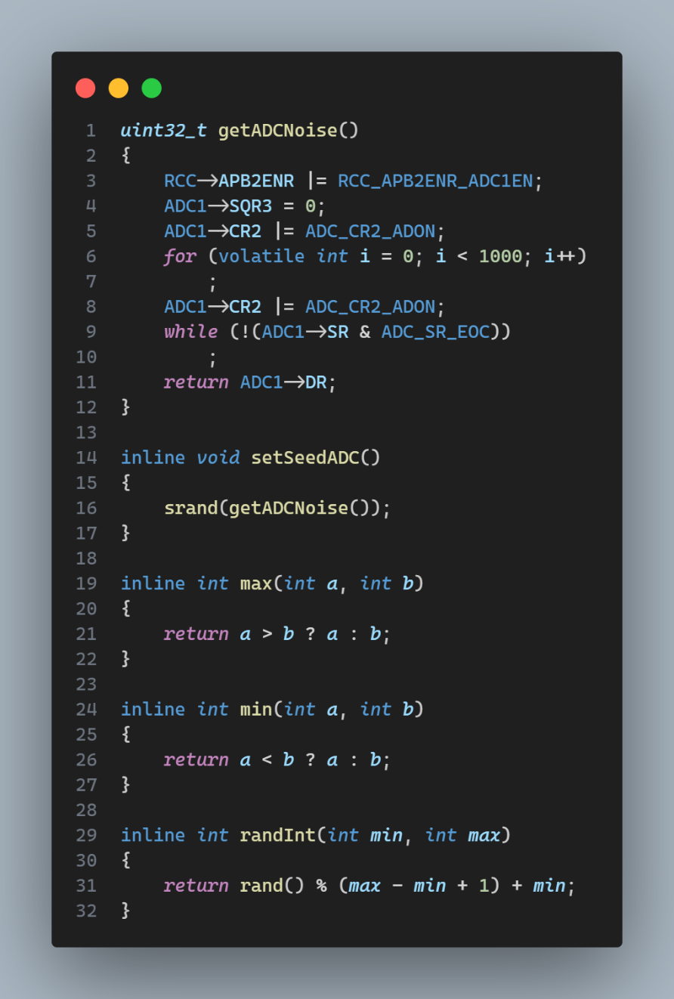 1 uint32_t getADCNoise()
2 {
3     RCC->APB2ENR |= RCC_APB2ENR_ADC1EN;
4     ADC1->SQR3 = 0;
5     ADC1->CR2 |= ADC_CR2_ADON;
6     for (volatile int i = 0; i < 1000; i++)
7         ;
8     ADC1->CR2 |= ADC_CR2_ADON;
9     while (!(ADC1->SR & ADC_SR_EOC))
10         ;
11     return ADC1->DR;
12 }
13
14 inline void setSeedADC()
15 {
16     srand(getADCNoise());
17 }
18
19 inline int max(int a, int b)
20 {
21     return a > b ? a : b;
22 }
23
24 inline int min(int a, int b)
25 {
26     return a < b ? a : b;
27 }
28
29 inline int randInt(int min, int max)
30 {
31     return rand() % (max - min + 1) + min;
32 }